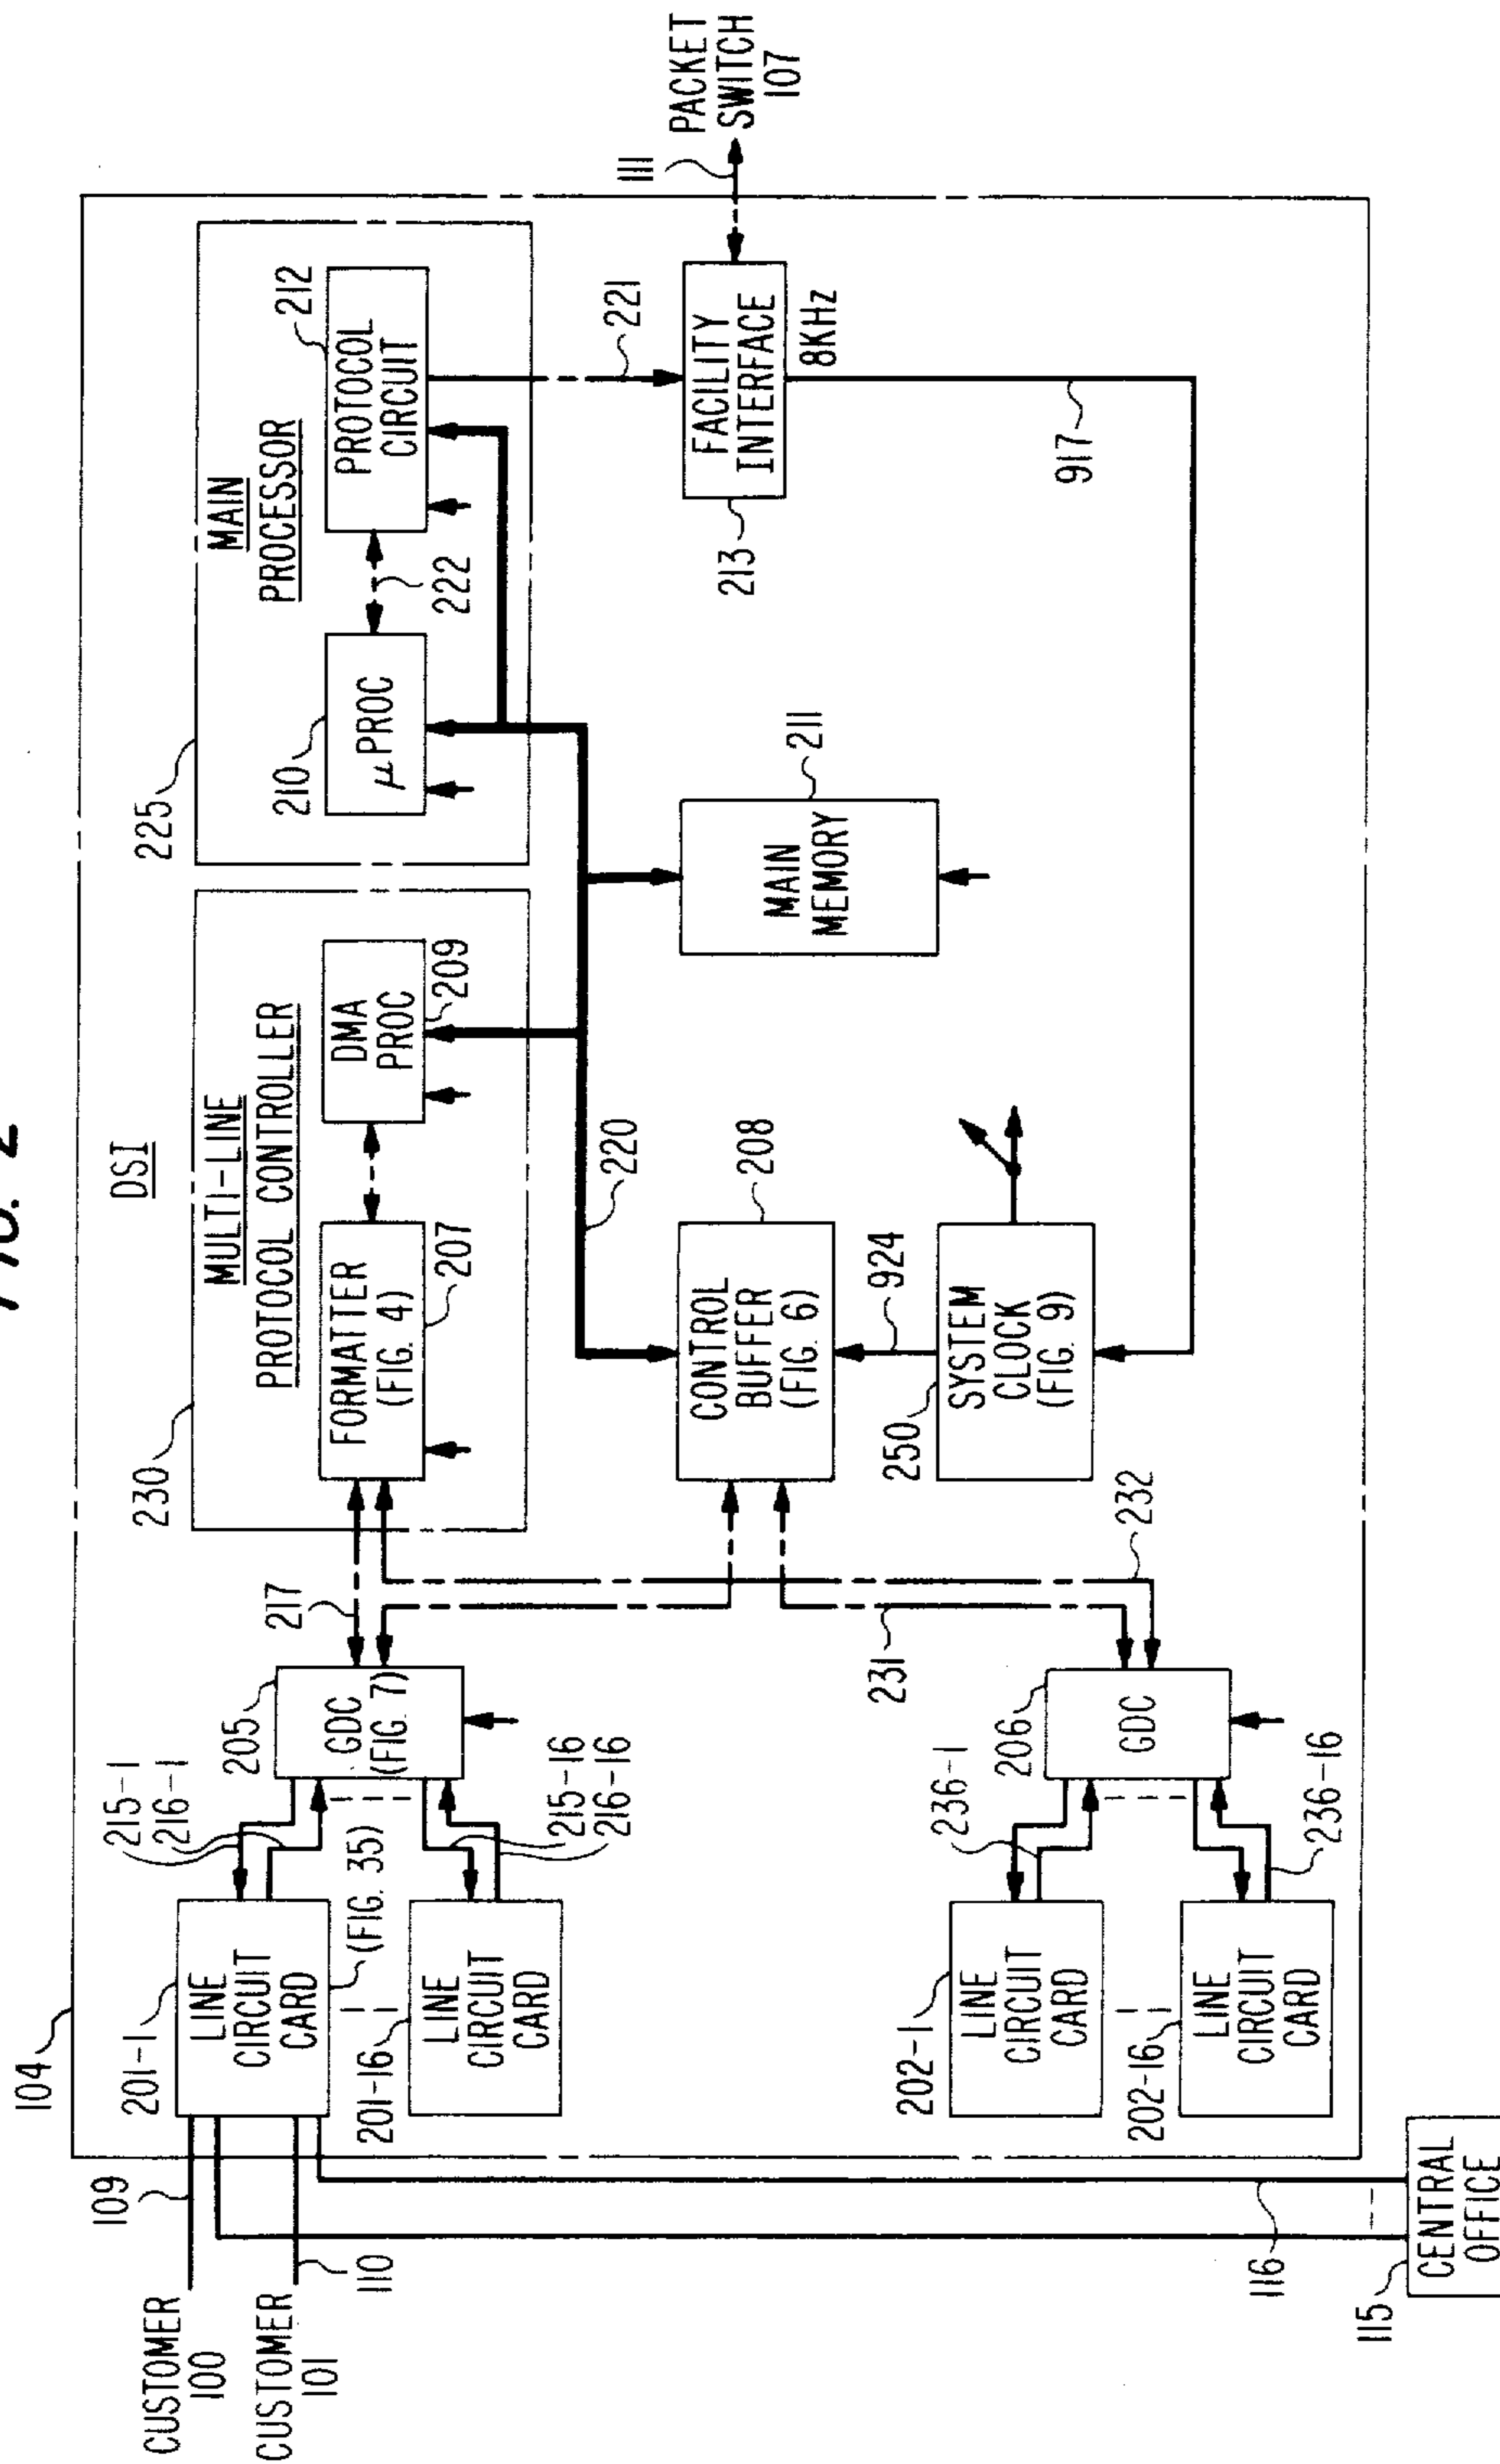 FIG. 2
DSI
104
CUSTOMER
100
109
CUSTOMER
101
110
115
CENTRAL
OFFICE
116
201-1
LINE
CIRCUIT
CARD
(FIG. 35)
201-16
LINE
CIRCUIT
CARD
202-1
LINE
CIRCUIT
CARD
202-16
LINE
CIRCUIT
CARD
215-1
216-1
205
GDC
(FIG. 7)
215-16
216-16
236-1
206
GDC
236-16
217
231
232
230
MULTI-LINE
PROTOCOL CONTROLLER
FORMATTER
(FIG. 4)
207
DMA
PROC
209
220
CONTROL
BUFFER
(FIG. 6)
208
924
250
SYSTEM
CLOCK
(FIG. 9)
225
MAIN
PROCESSOR
210
μPROC
222
212
PROTOCOL
CIRCUIT
MAIN
MEMORY
211
221
213
FACILITY
INTERFACE
8KHz
917
111
PACKET
SWITCH
107